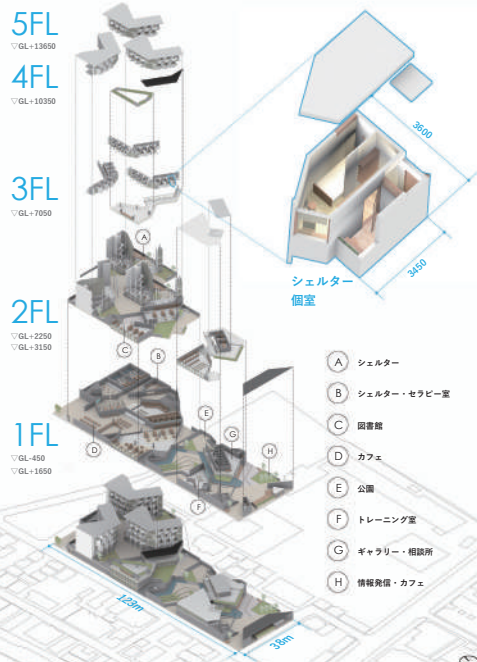 5FL
▽GL+13650
4FL
▽GL+10350
3FL
▽GL+7050
2FL
▽GL+2250
▽GL+3150
1FL
▽GL-450
▽GL+1650
3600
3450
シェルター
個室
A シェルター
B シェルター・セラピー室
C 図書館
D カフェ
E 公園
F トレーニング室
G ギャラリー・相談所
H 情報発信・カフェ
A
C
B
E
G
H
D
F
123m
38m